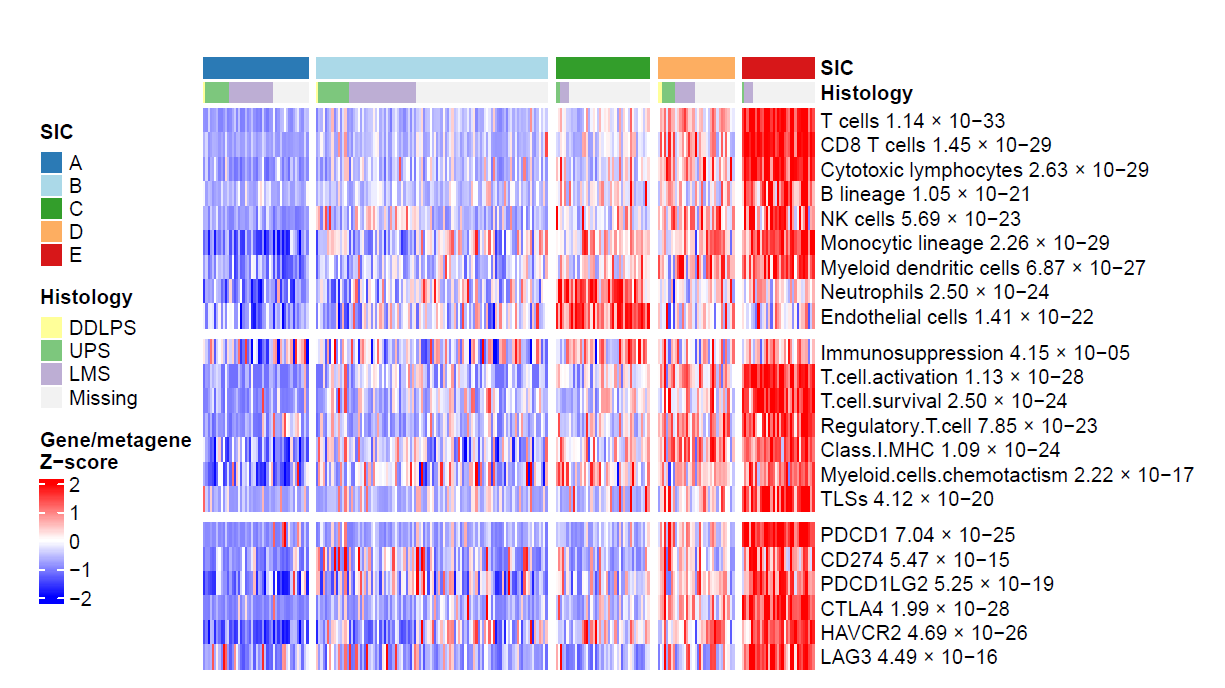 SIC
Histology
T cells 1.14 × 10−33
CD8 T cells 1.45 × 10−29
Cytotoxic lymphocytes 2.63 × 10−29
B lineage 1.05 × 10−21
NK cells 5.69 × 10−23
Monocytic lineage 2.26 × 10−29
Myeloid dendritic cells 6.87 × 10−27
Neutrophils 2.50 × 10−24
Endothelial cells 1.41 × 10−22
Immunosuppression 4.15 × 10−05
T.cell.activation 1.13 × 10−28
T.cell.survival 2.50 × 10−24
Regulatory.T.cell 7.85 × 10−23
Class.I.MHC 1.09 × 10−24
Myeloid.cells.chemotactism 2.22 × 10−17
TLSs 4.12 × 10−20
PDCD1 7.04 × 10−25
CD274 5.47 × 10−15
PDCD1LG2 5.25 × 10−19
CTLA4 1.99 × 10−28
HAVCR2 4.69 × 10−26
LAG3 4.49 × 10−16
SIC
A
B
C
D
E
Histology
DDLPS
UPS
LMS
Missing
Gene/metagene
Z−score
2
1
0
−1
−2